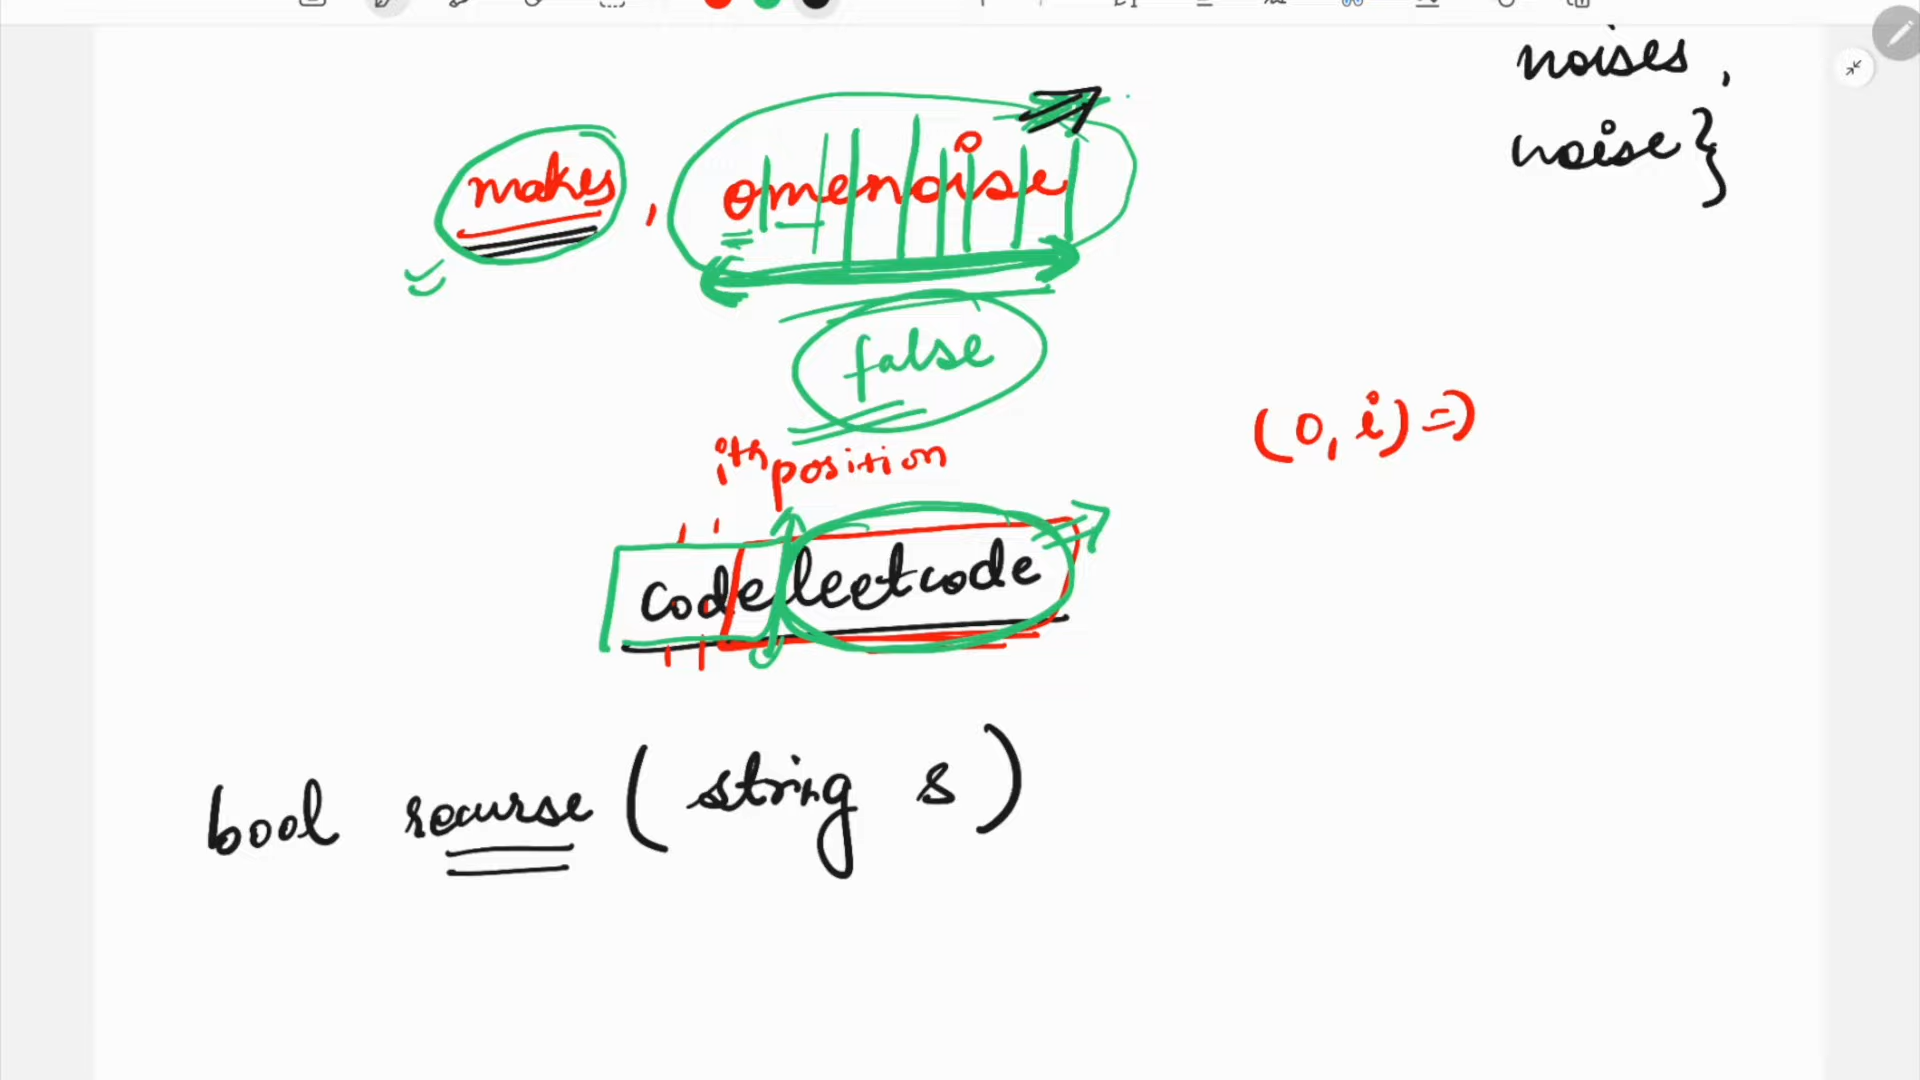 noises,
noise}
makes, omenoise
false
(0, i) =>
ith position
codeleetcode
bool recurse (string s)